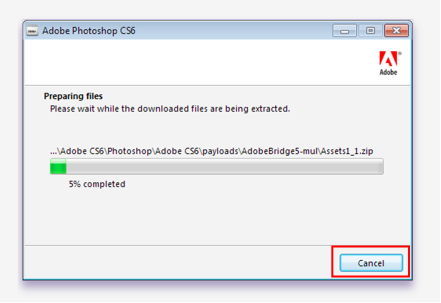 Adobe Photoshop CS6
Adobe
Preparing files
Please wait while the downloaded files are being extracted.
...\Adobe CS6\Photoshop\Adobe CS6\payloads\AdobeBridge5-mul\Assets1_1.zip
5% completed
Cancel